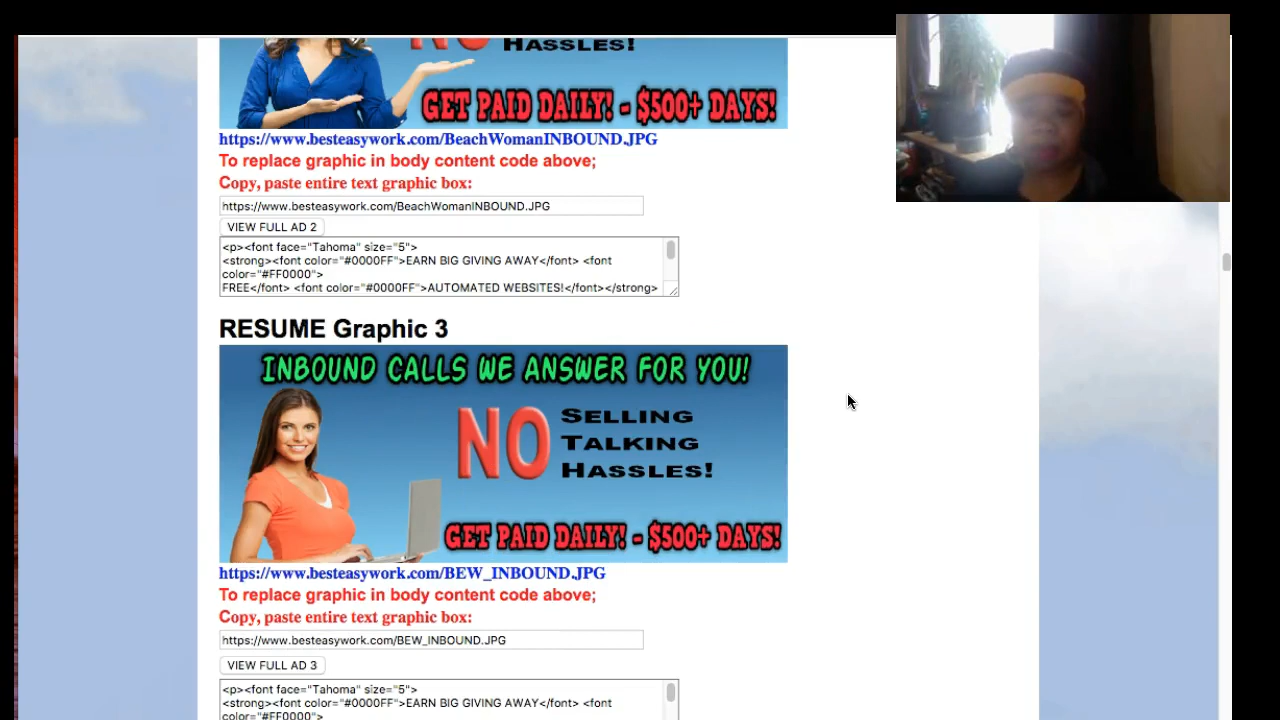 NO HASSLES!
GET PAID DAILY! - $500+ DAYS!
https://www.besteasywork.com/BeachWomanINBOUND.JPG
To replace graphic in body content code above;
Copy, paste entire text graphic box:
https://www.besteasywork.com/BeachWomanINBOUND.JPG
VIEW FULL AD 2
<p><font face="Tahoma" size="5">
<strong><font color="#0000FF">EARN BIG GIVING AWAY</font> <font
color="#FF0000">
FREE</font> <font color="#0000FF">AUTOMATED WEBSITES!</font></strong>
RESUME Graphic 3
INBOUND CALLS WE ANSWER FOR YOU!
NO SELLING
TALKING
HASSLES!
GET PAID DAILY! - $500+ DAYS!
https://www.besteasywork.com/BEW_INBOUND.JPG
To replace graphic in body content code above;
Copy, paste entire text graphic box:
https://www.besteasywork.com/BEW_INBOUND.JPG
VIEW FULL AD 3
<p><font face="Tahoma" size="5">
<strong><font color="#0000FF">EARN BIG GIVING AWAY</font> <font
color="#FF0000">